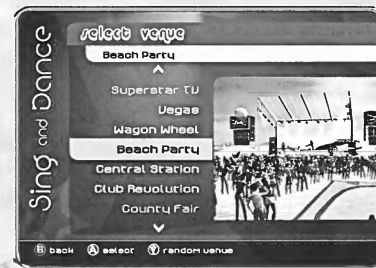 Sing and Dance
select venue
Beach Party
Superstar TV
Vegas
Wagon Wheel
Beach Party
Central Station
Club Revolution
County Fair
B back A select Y random venue